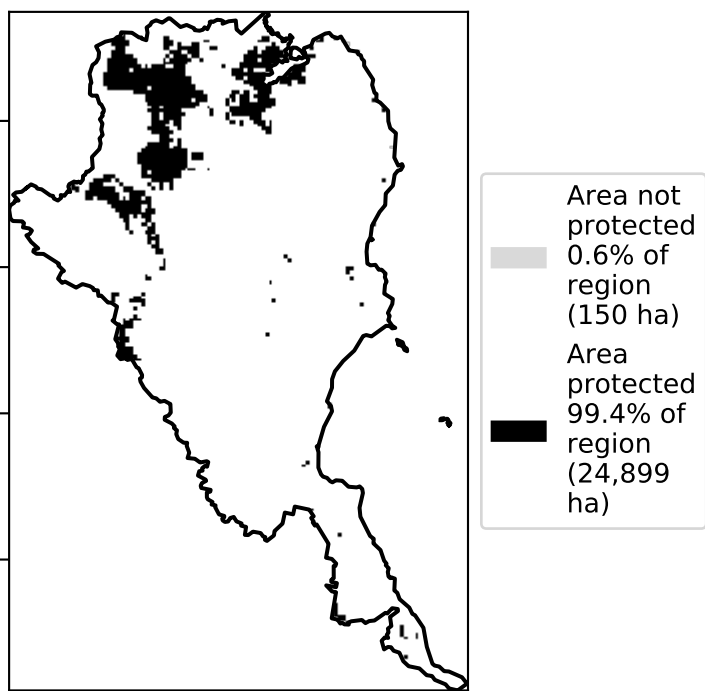 Area not
protected
0.6% of
region
(150 ha)
Area
protected
99.4% of
region
(24,899
ha)